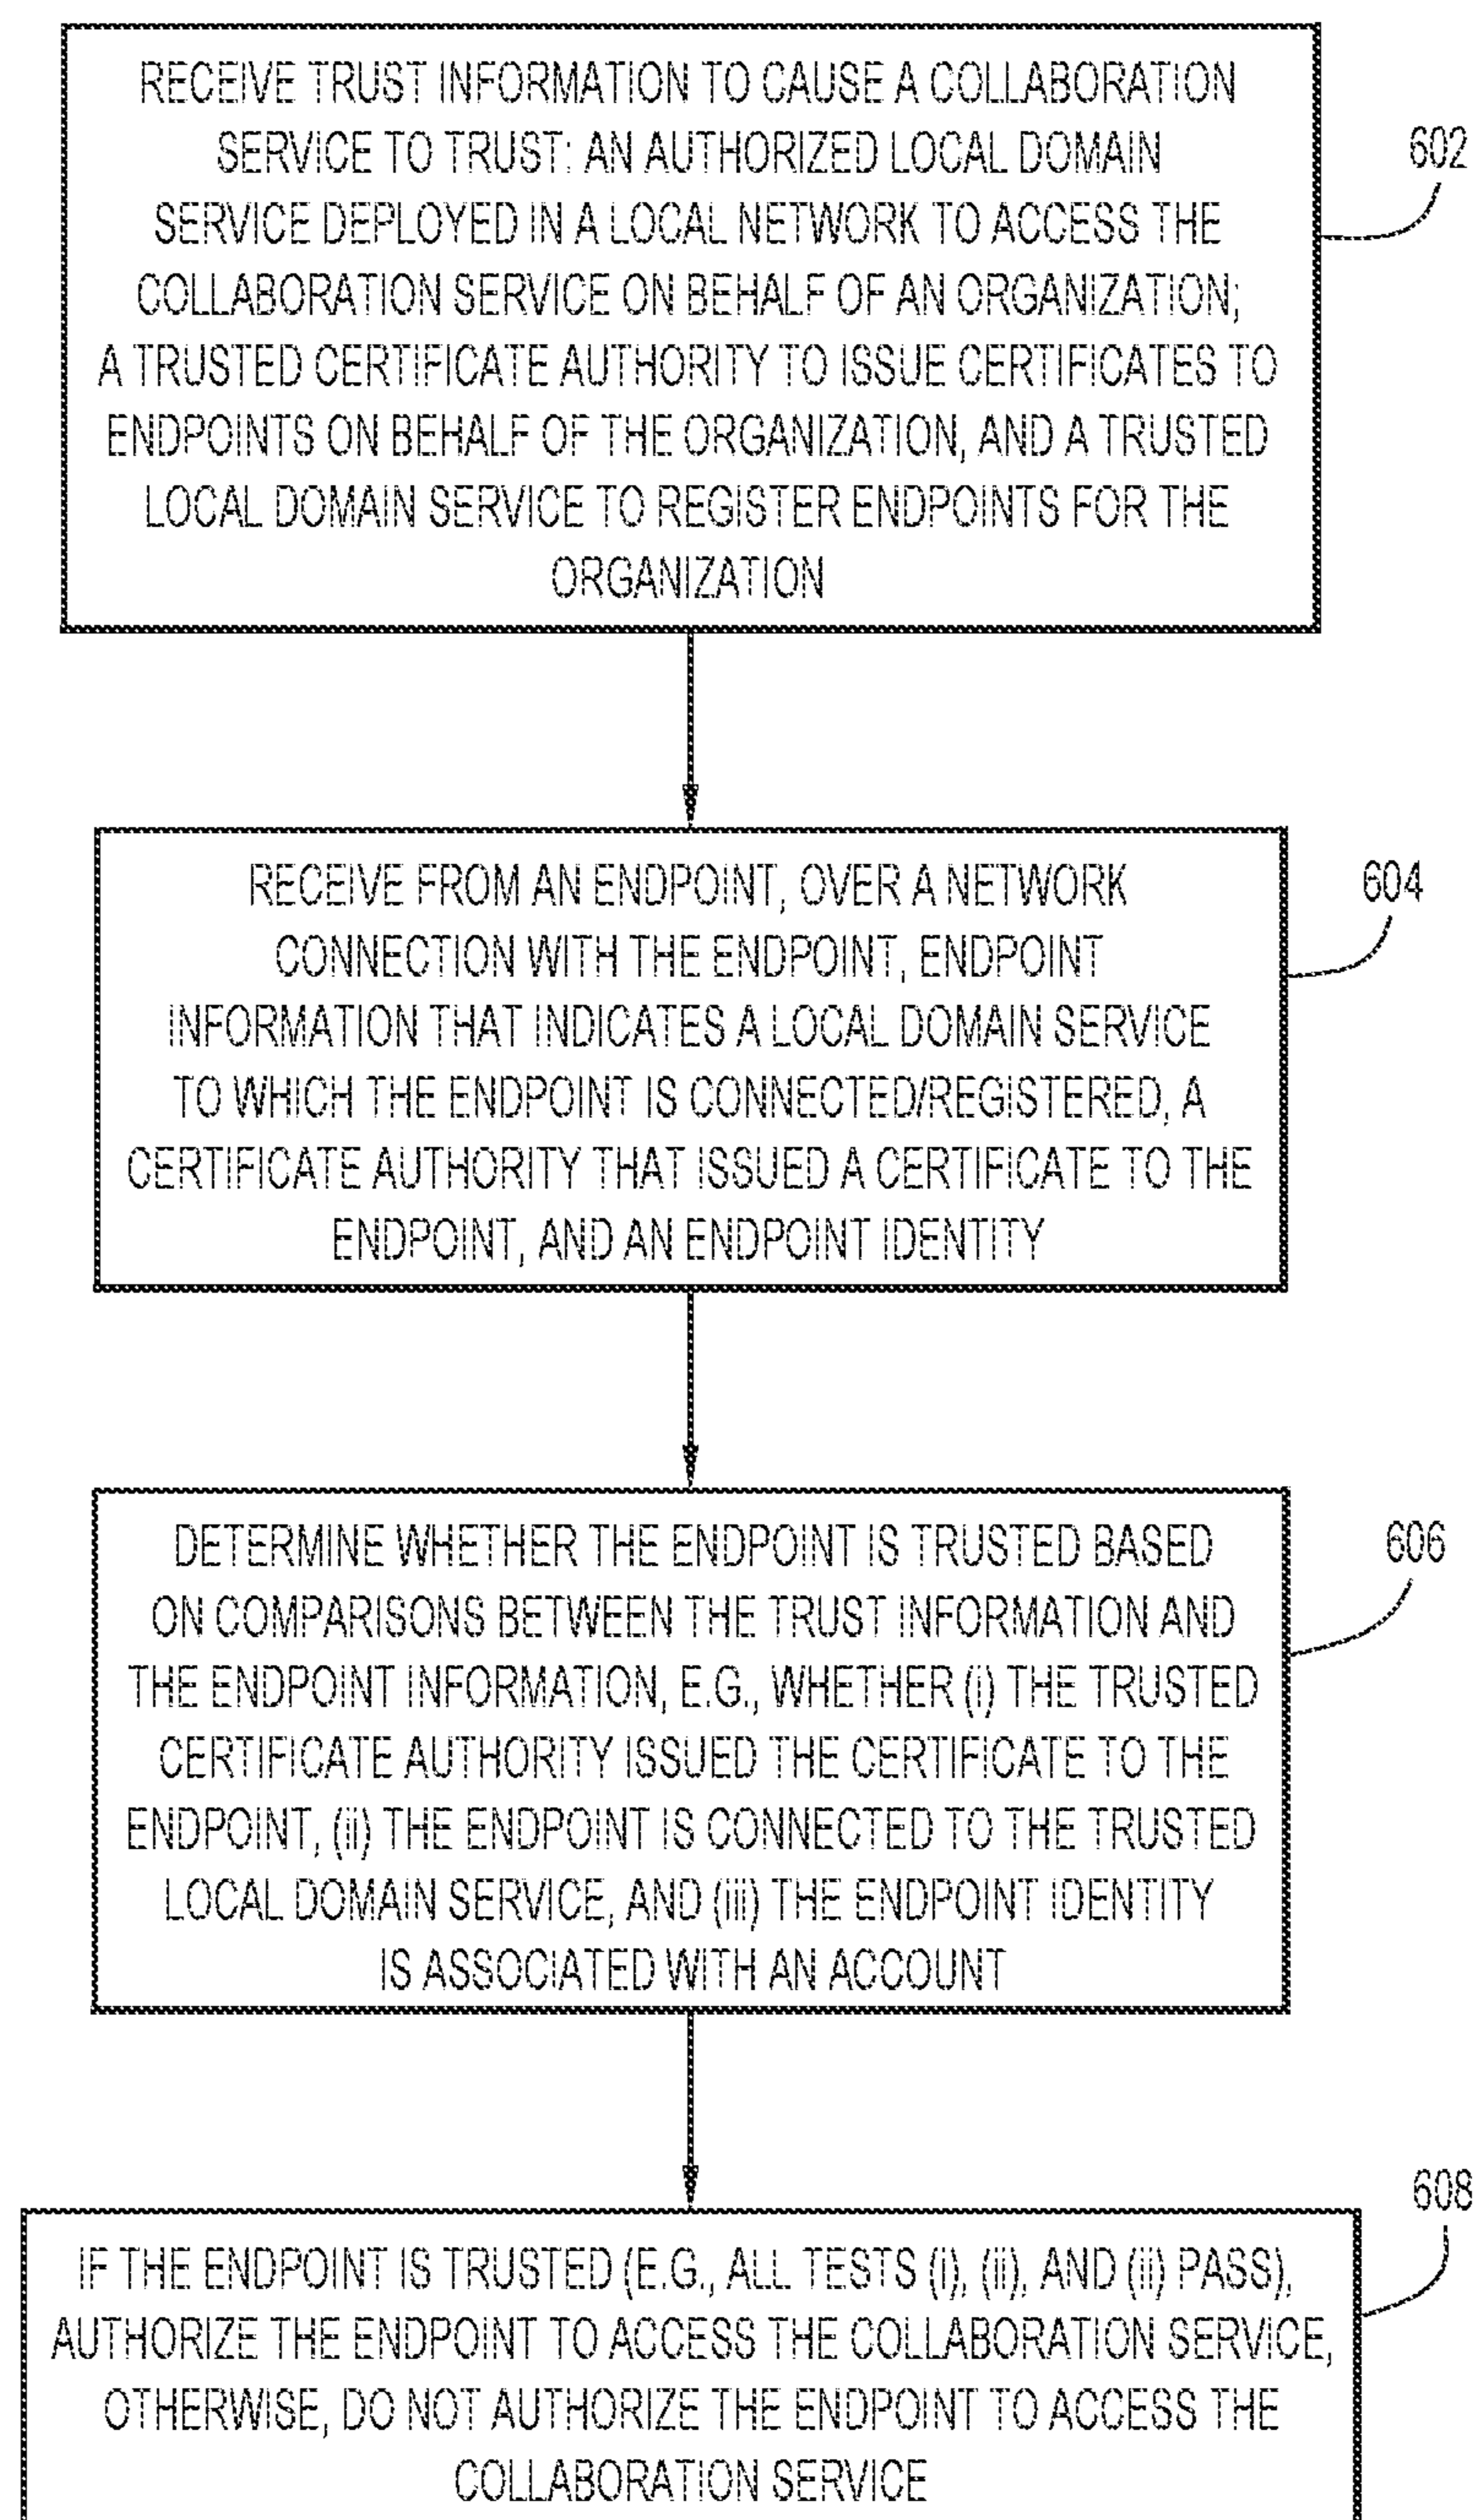 RECEIVE TRUST INFORMATION TO CAUSE A COLLABORATION
SERVICE TO TRUST: AN AUTHORIZED LOCAL DOMAIN
SERVICE DEPLOYED IN A LOCAL NETWORK TO ACCESS THE
COLLABORATION SERVICE ON BEHALF OF AN ORGANIZATION;
A TRUSTED CERTIFICATE AUTHORITY TO ISSUE CERTIFICATES TO
ENDPOINTS ON BEHALF OF THE ORGANIZATION, AND A TRUSTED
LOCAL DOMAIN SERVICE TO REGISTER ENDPOINTS FOR THE
ORGANIZATION
602
RECEIVE FROM AN ENDPOINT, OVER A NETWORK
CONNECTION WITH THE ENDPOINT, ENDPOINT
INFORMATION THAT INDICATES A LOCAL DOMAIN SERVICE
TO WHICH THE ENDPOINT IS CONNECTED/REGISTERED, A
CERTIFICATE AUTHORITY THAT ISSUED A CERTIFICATE TO THE
ENDPOINT, AND AN ENDPOINT IDENTITY
604
DETERMINE WHETHER THE ENDPOINT IS TRUSTED BASED
ON COMPARISONS BETWEEN THE TRUST INFORMATION AND
THE ENDPOINT INFORMATION, E.G., WHETHER (i) THE TRUSTED
CERTIFICATE AUTHORITY ISSUED THE CERTIFICATE TO THE
ENDPOINT, (ii) THE ENDPOINT IS CONNECTED TO THE TRUSTED
LOCAL DOMAIN SERVICE, AND (iii) THE ENDPOINT IDENTITY
IS ASSOCIATED WITH AN ACCOUNT
606
IF THE ENDPOINT IS TRUSTED (E.G., ALL TESTS (i), (ii), AND (ii) PASS),
AUTHORIZE THE ENDPOINT TO ACCESS THE COLLABORATION SERVICE,
OTHERWISE, DO NOT AUTHORIZE THE ENDPOINT TO ACCESS THE
COLLABORATION SERVICE
608